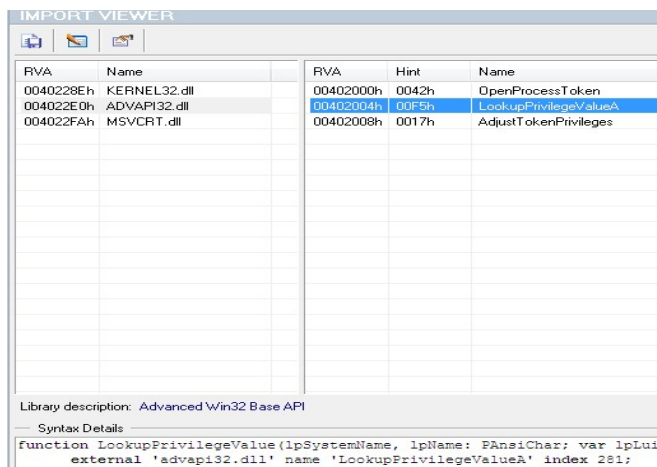 IMPORT VIEWER
RVA Name
0040228Eh KERNEL32.dll
004022E0h ADVAPI32.dll
004022FAh MSVCRT.dll
RVA Hint Name
00402000h 0042h OpenProcessToken
00402004h 00F5h LookupPrivilegeValueA
00402008h 0017h AdjustTokenPrivileges
Library description: Advanced Win32 Base API
Syntax Details
function LookupPrivilegeValue(lpSystemName, lpName: PAnsiChar; var lpLui
external 'advapi32.dll' name 'LookupPrivilegeValueA' index 281;